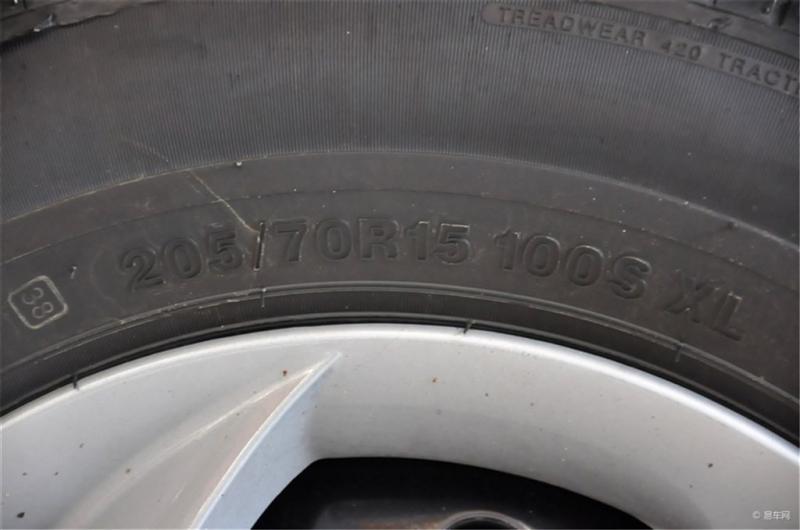 TREADWEAR 420 TRACTI
205/70R15 100S XL
38
© 易车网